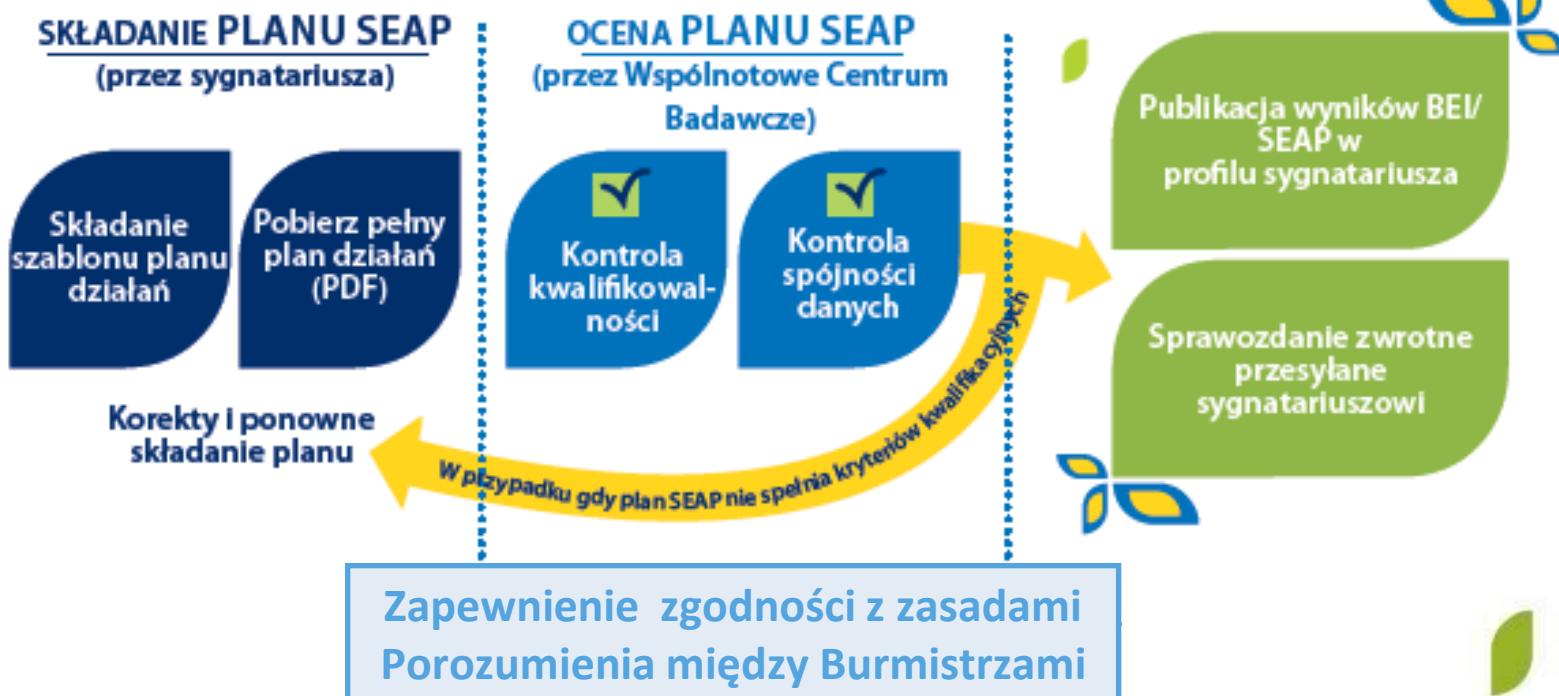 SKŁADANIE PLANU SEAP
(przez sygnatariusza)
Składanie
szablonu planu
działań
Pobierz pełny
plan działań
(PDF)
Korekty i ponowne
składanie planu
OCENA PLANU SEAP
(przez Wspólnotowe Centrum
Badawcze)
Kontrola
kwalifikowal-
ności
Kontrola
spójności
danych
W przypadku gdy plan SEAP nie spełnia kryteriów kwalifikacyjnych
Publikacja wyników BEI/
SEAP w
profilu sygnatariusza
Sprawozdanie zwrotne
przesyłane
sygnatariuszowi
Zapewnienie zgodności z zasadami
Porozumienia między Burmistrzami